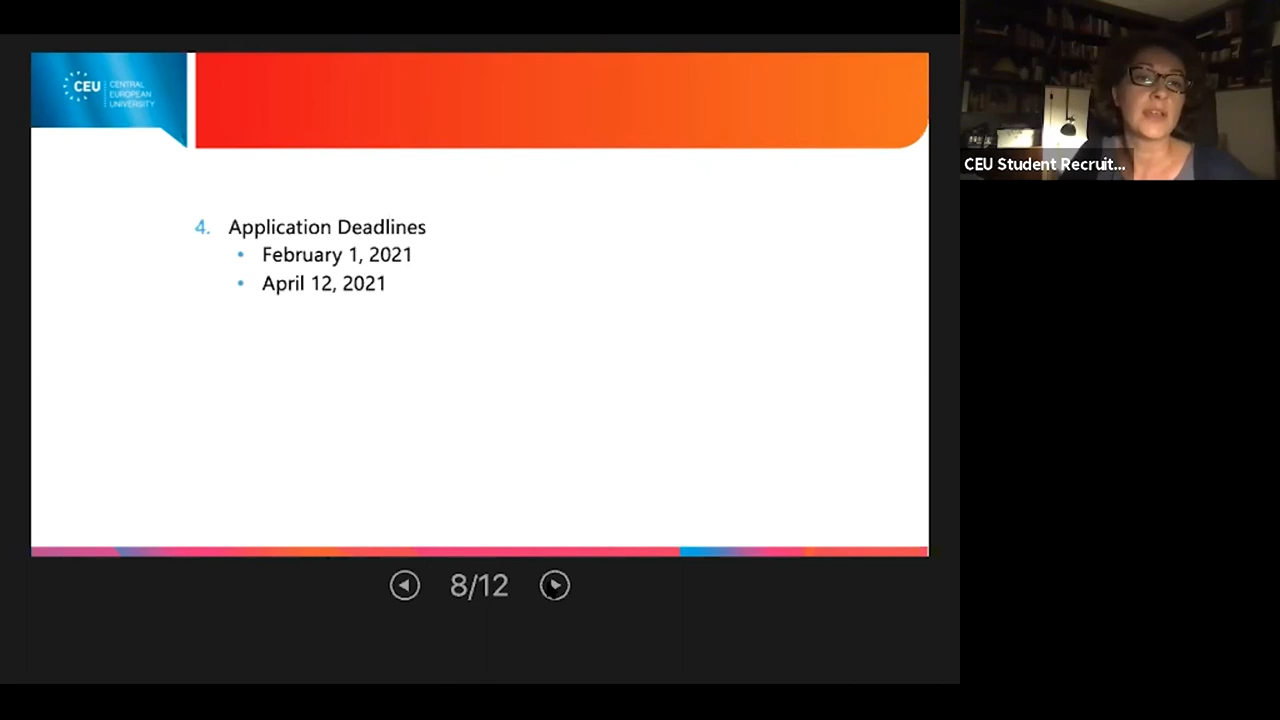 CEU
CENTRAL
EUROPEAN
UNIVERSITY
4. Application Deadlines
• February 1, 2021
• April 12, 2021
8/12
CEU Student Recruit...